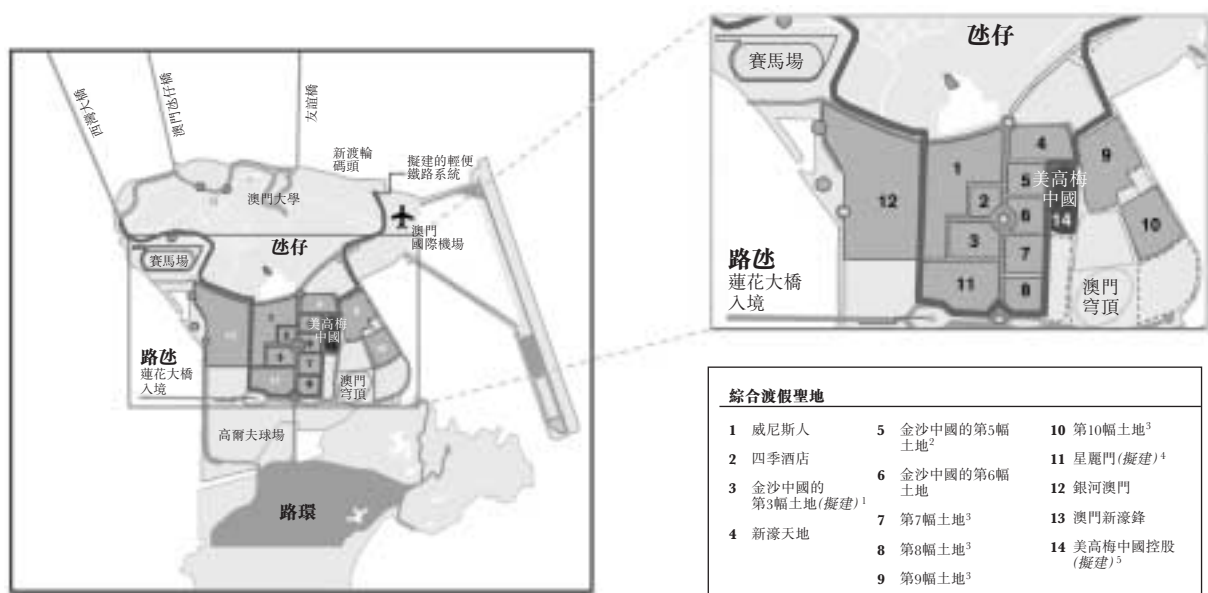 西灣大橋
澳門氹仔橋
友誼橋
新渡輪
碼頭
擬建的輕便
鐵路系統
澳門大學
澳門
國際機場
氹仔
賽馬場
美高梅
中國
路氹
蓮花大橋
入境
澳門
穹頂
高爾夫球場
路環
氹仔
賽馬場
4
9
1
5
美高梅
中國
2
12
6
14
10
3
7
路氹
蓮花大橋
入境
11
8
澳門
穹頂
綜合渡假聖地
1 威尼斯人
2 四季酒店
3 金沙中國的
第3幅土地(擬建)1
4 新濠天地
5 金沙中國的第5幅
土地2
6 金沙中國的第6幅
土地
7 第7幅土地3
8 第8幅土地3
9 第9幅土地3
10 第10幅土地3
11 星麗門(擬建)4
12 銀河澳門
13 澳門新濠鋒
14 美高梅中國控股
(擬建)5